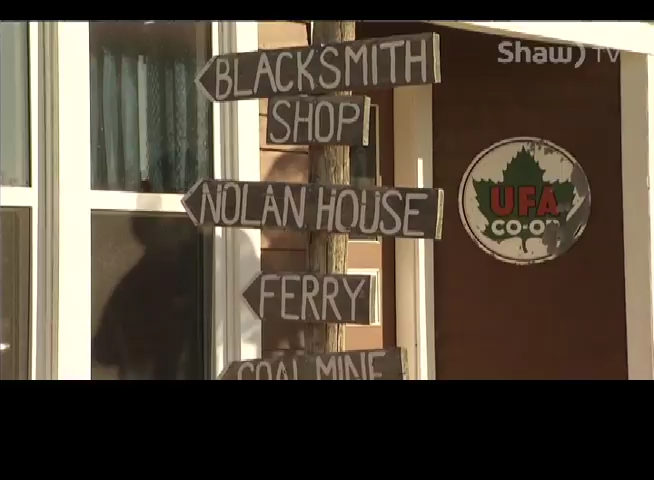 Shaw) TV
BLACKSMITH
SHOP
NOLAN HOUSE
UFA
CO-OP
FERRY
COAL MINE